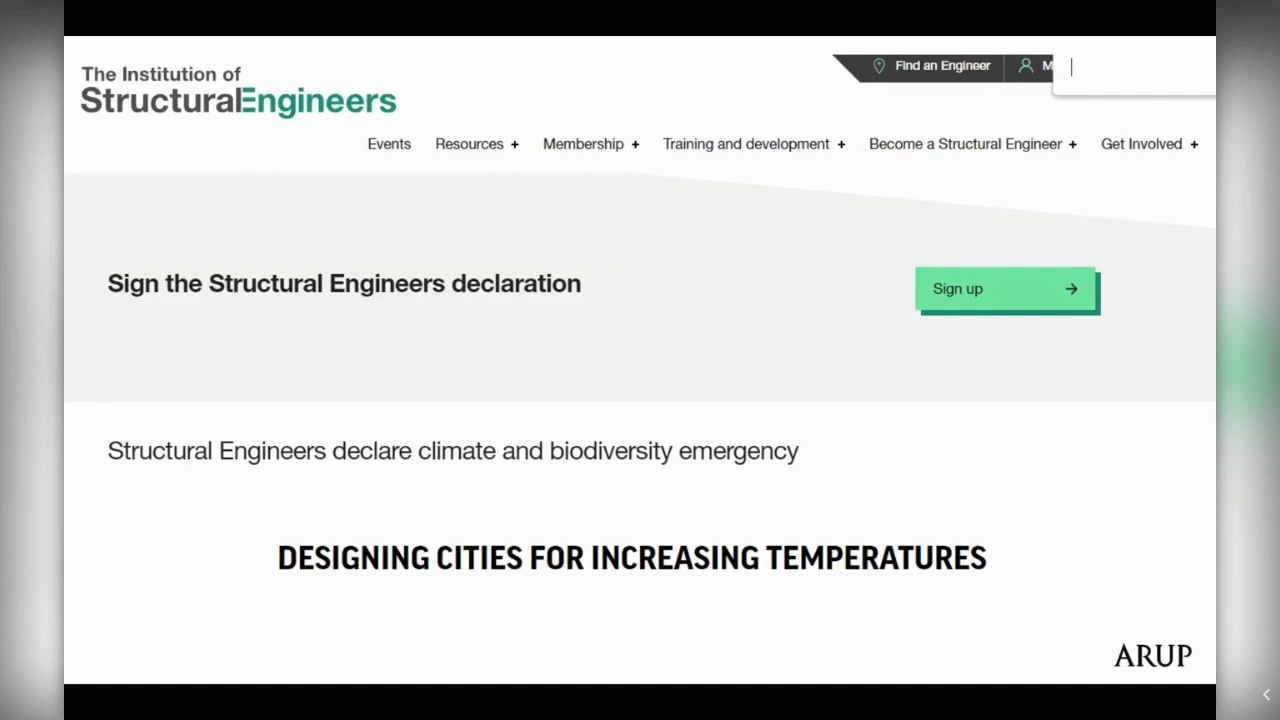 The Institution of
StructuralEngineers
Find an Engineer
Events Resources + Membership + Training and development + Become a Structural Engineer + Get Involved +
Sign the Structural Engineers declaration
Sign up
Structural Engineers declare climate and biodiversity emergency
DESIGNING CITIES FOR INCREASING TEMPERATURES
ARUP